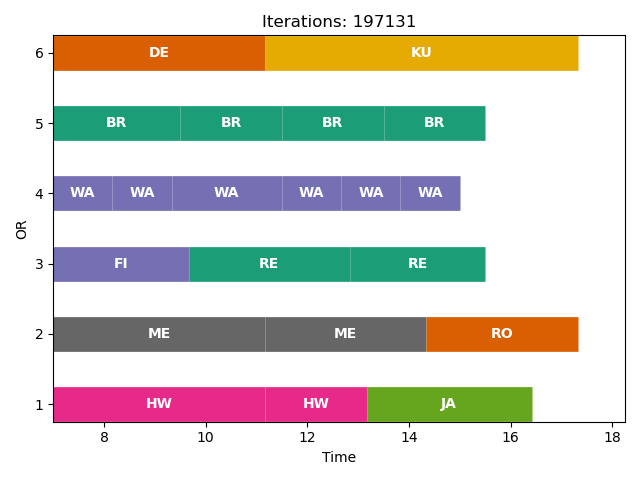 Iterations: 197131
6 DE KU
5 BR BR BR BR
4 WA WA WA WA WA WA
3 FI RE RE
2 ME ME RO
1 HW HW JA
OR
8 10 12 14 16 18
Time